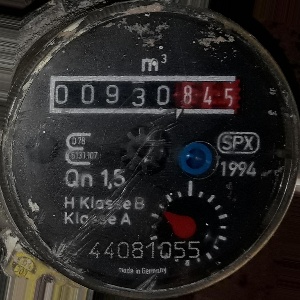 m³
00930845
SPX
1994
Qn 1,5
H Klasse B
Klasse A
44081055
made in Germany